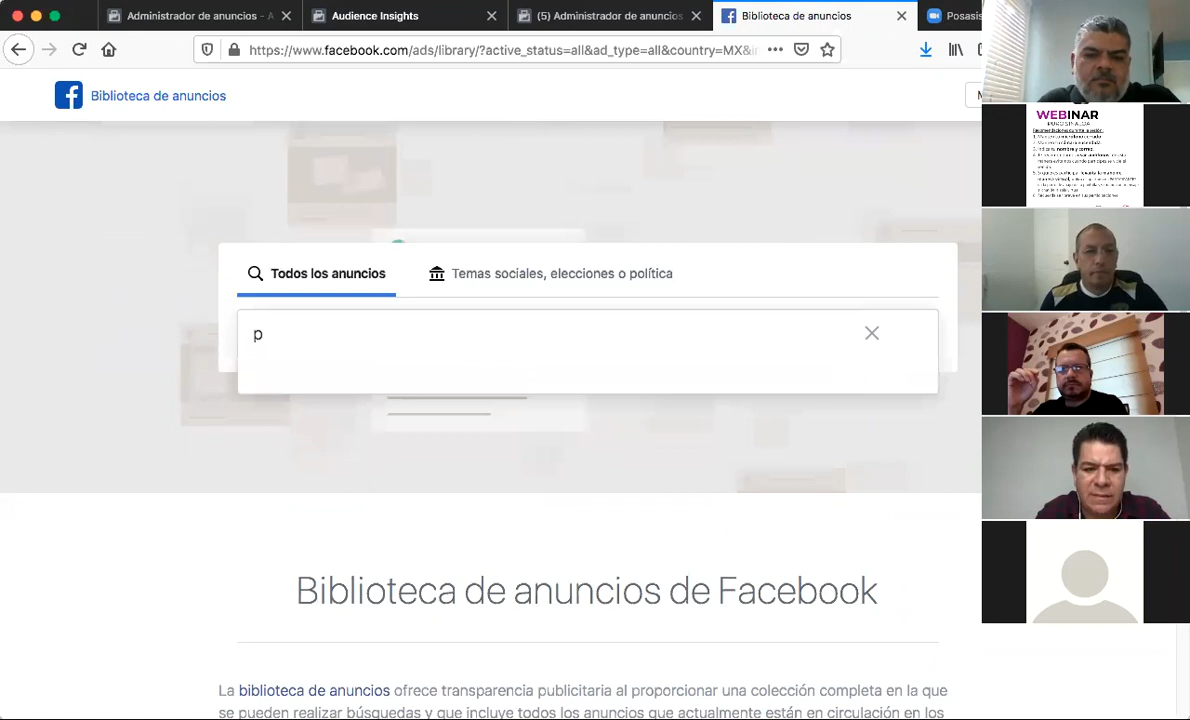 Administrador de anuncios - A
Audience Insights
(5) Administrador de anuncios
Biblioteca de anuncios
Posasis
https://www.facebook.com/ads/library/?active_status=all&ad_type=all&country=MX&i
Biblioteca de anuncios
WEBINAR
Todos los anuncios
Temas sociales, elecciones o política
p
Biblioteca de anuncios de Facebook
La biblioteca de anuncios ofrece transparencia publicitaria al proporcionar una colección completa en la que
se pueden realizar búsquedas y que incluye todos los anuncios que actualmente están en circulación en los